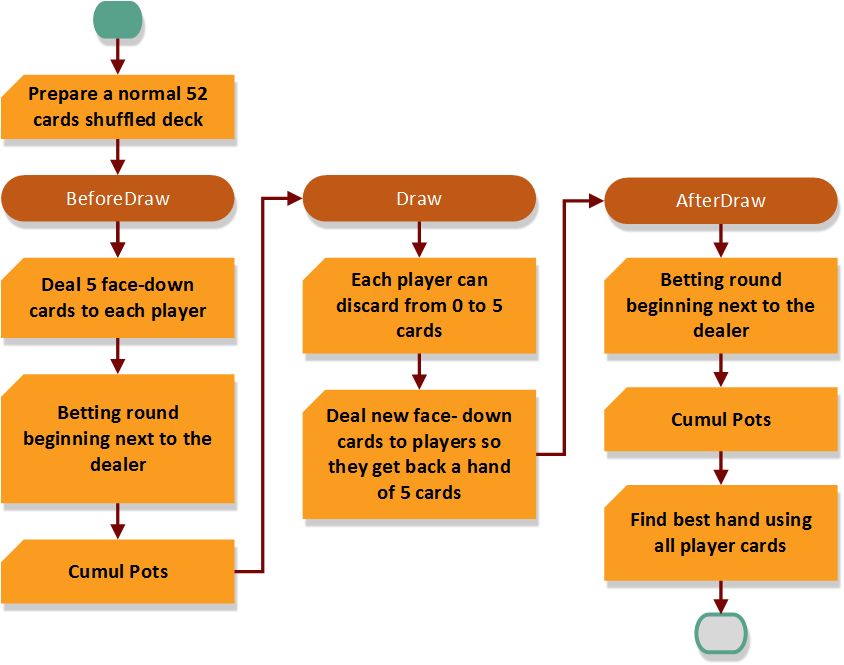 Prepare a normal 52
cards shuffled deck
BeforeDraw
Deal 5 face-down
cards to each player
Betting round
beginning next to the
dealer
Cumul Pots
Draw
Each player can
discard from 0 to 5
cards
Deal new face- down
cards to players so
they get back a hand
of 5 cards
AfterDraw
Betting round
beginning next to the
dealer
Cumul Pots
Find best hand using
all player cards